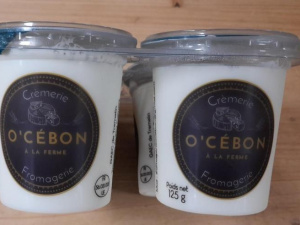 Crèmerie
O'CÉBON
À LA FERME
Fromagerie
Crèmerie
O'CÉBON
À LA FERME
Fromagerie
Poids net
125 g